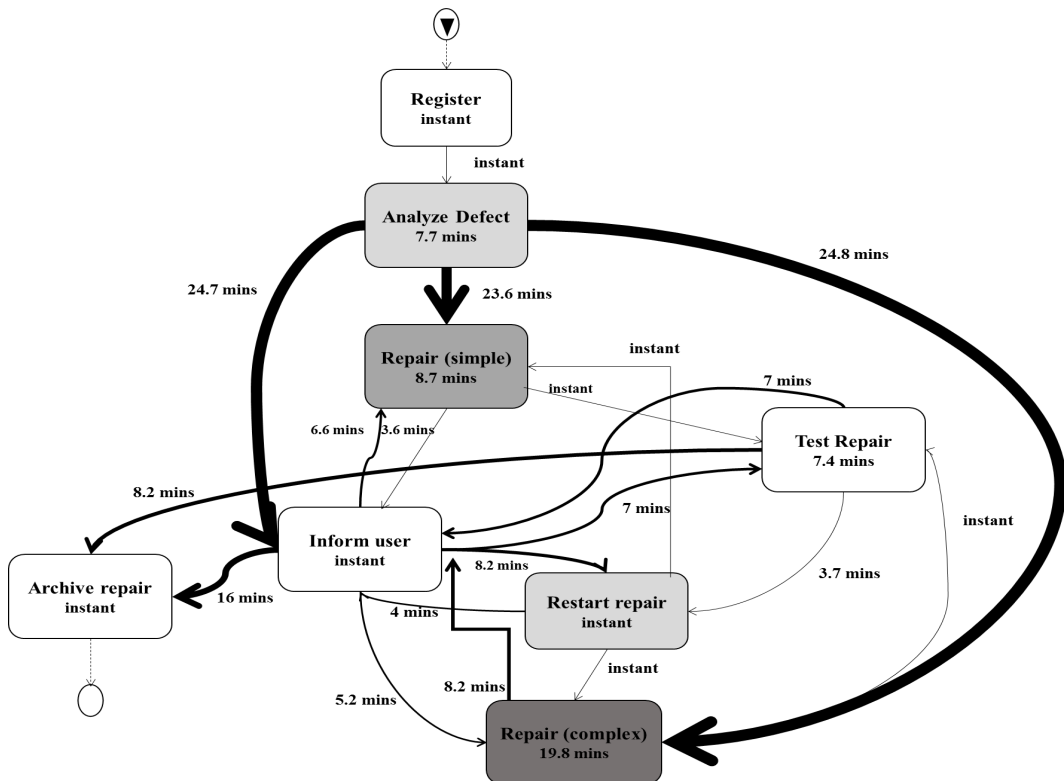 Register
instant
instant
Analyze Defect
7.7 mins
24.8 mins
24.7 mins
23.6 mins
Repair (simple)
8.7 mins
instant
instant
7 mins
6.6 mins
3.6 mins
Test Repair
7.4 mins
8.2 mins
7 mins
instant
Inform user
instant
8.2 mins
Archive repair
instant
16 mins
4 mins
Restart repair
instant
3.7 mins
instant
5.2 mins
8.2 mins
Repair (complex)
19.8 mins